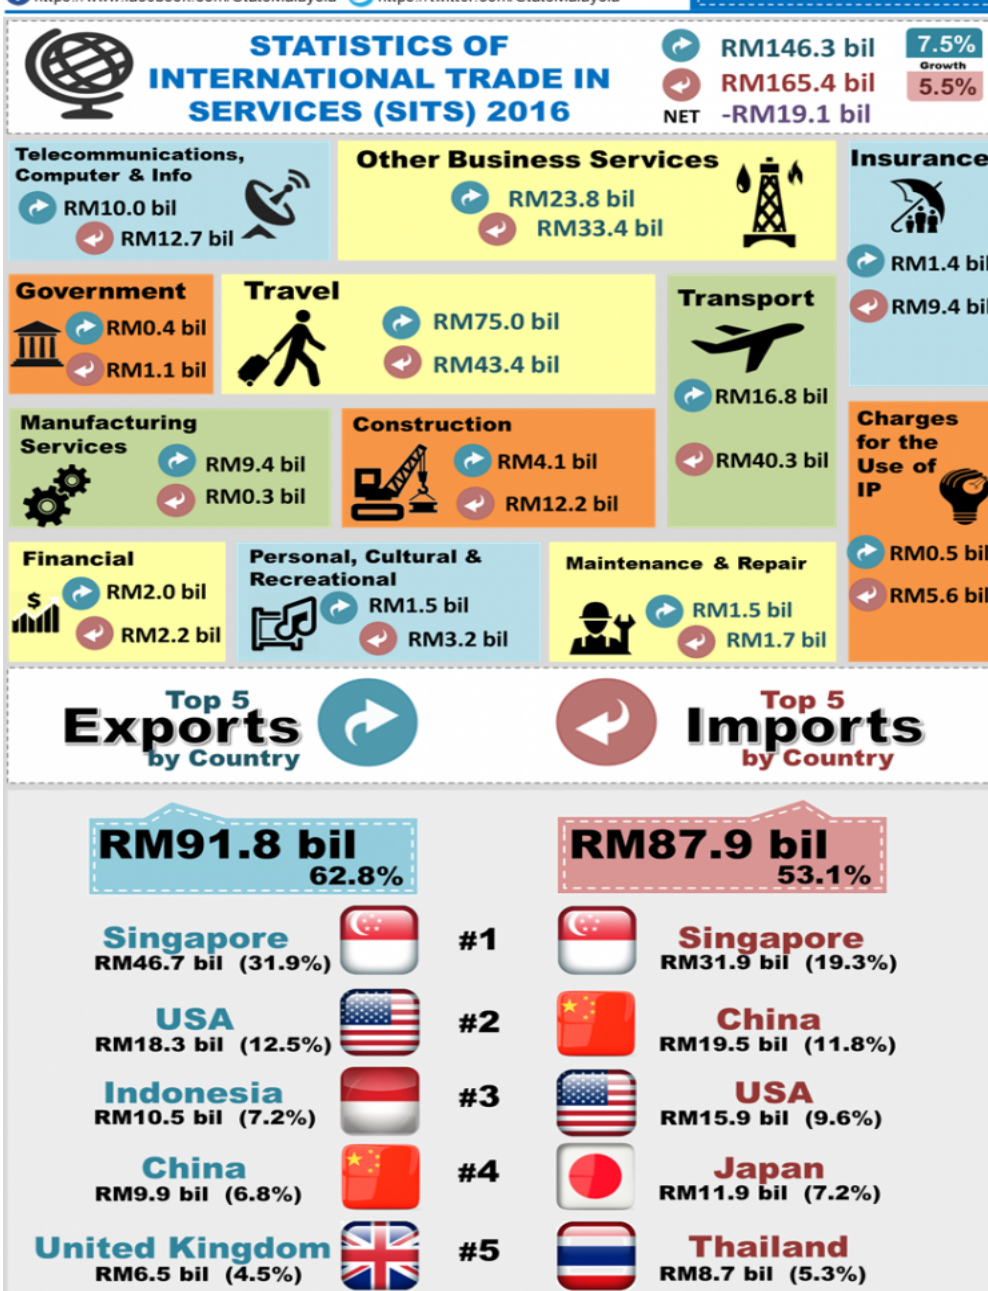 STATISTICS OF
INTERNATIONAL TRADE IN
SERVICES (SITS) 2016
RM146.3 bil
7.5%
Growth
RM165.4 bil
5.5%
NET -RM19.1 bil
Telecommunications,
Computer & Info
RM10.0 bil
RM12.7 bil
Other Business Services
RM23.8 bil
RM33.4 bil
Insurance
RM1.4 bil
RM9.4 bil
Government
RM0.4 bil
RM1.1 bil
Travel
RM75.0 bil
RM43.4 bil
Transport
RM16.8 bil
RM40.3 bil
Manufacturing
Services
RM9.4 bil
RM0.3 bil
Construction
RM4.1 bil
RM12.2 bil
Charges
for the
Use of
IP
RM0.5 bil
RM5.6 bil
Financial
$
RM2.0 bil
RM2.2 bil
Personal, Cultural &
Recreational
RM1.5 bil
RM3.2 bil
Maintenance & Repair
RM1.5 bil
RM1.7 bil
Top 5
Exports
by Country
Top 5
Imports
by Country
RM91.8 bil
62.8%
RM87.9 bil
53.1%
Singapore
RM46.7 bil (31.9%)
#1
Singapore
RM31.9 bil (19.3%)
USA
RM18.3 bil (12.5%)
#2
China
RM19.5 bil (11.8%)
Indonesia
RM10.5 bil (7.2%)
#3
USA
RM15.9 bil (9.6%)
China
RM9.9 bil (6.8%)
#4
Japan
RM11.9 bil (7.2%)
United Kingdom
RM6.5 bil (4.5%)
#5
Thailand
RM8.7 bil (5.3%)